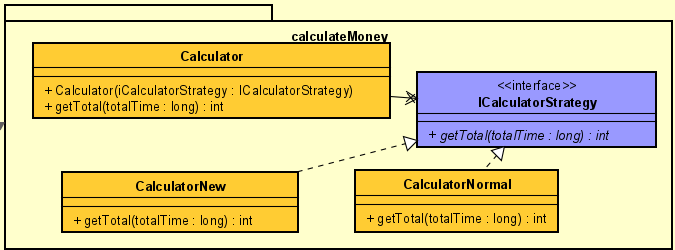 calculateMoney
Calculator
+ Calculator(iCalculatorStrategy : ICalculatorStrategy)
+ getTotal(totalTime : long) : int
<<interface>>
ICalculatorStrategy
+ getTotal(totalTime : long) : int
CalculatorNew
+ getTotal(totalTime : long) : int
CalculatorNormal
+ getTotal(totalTime : long) : int